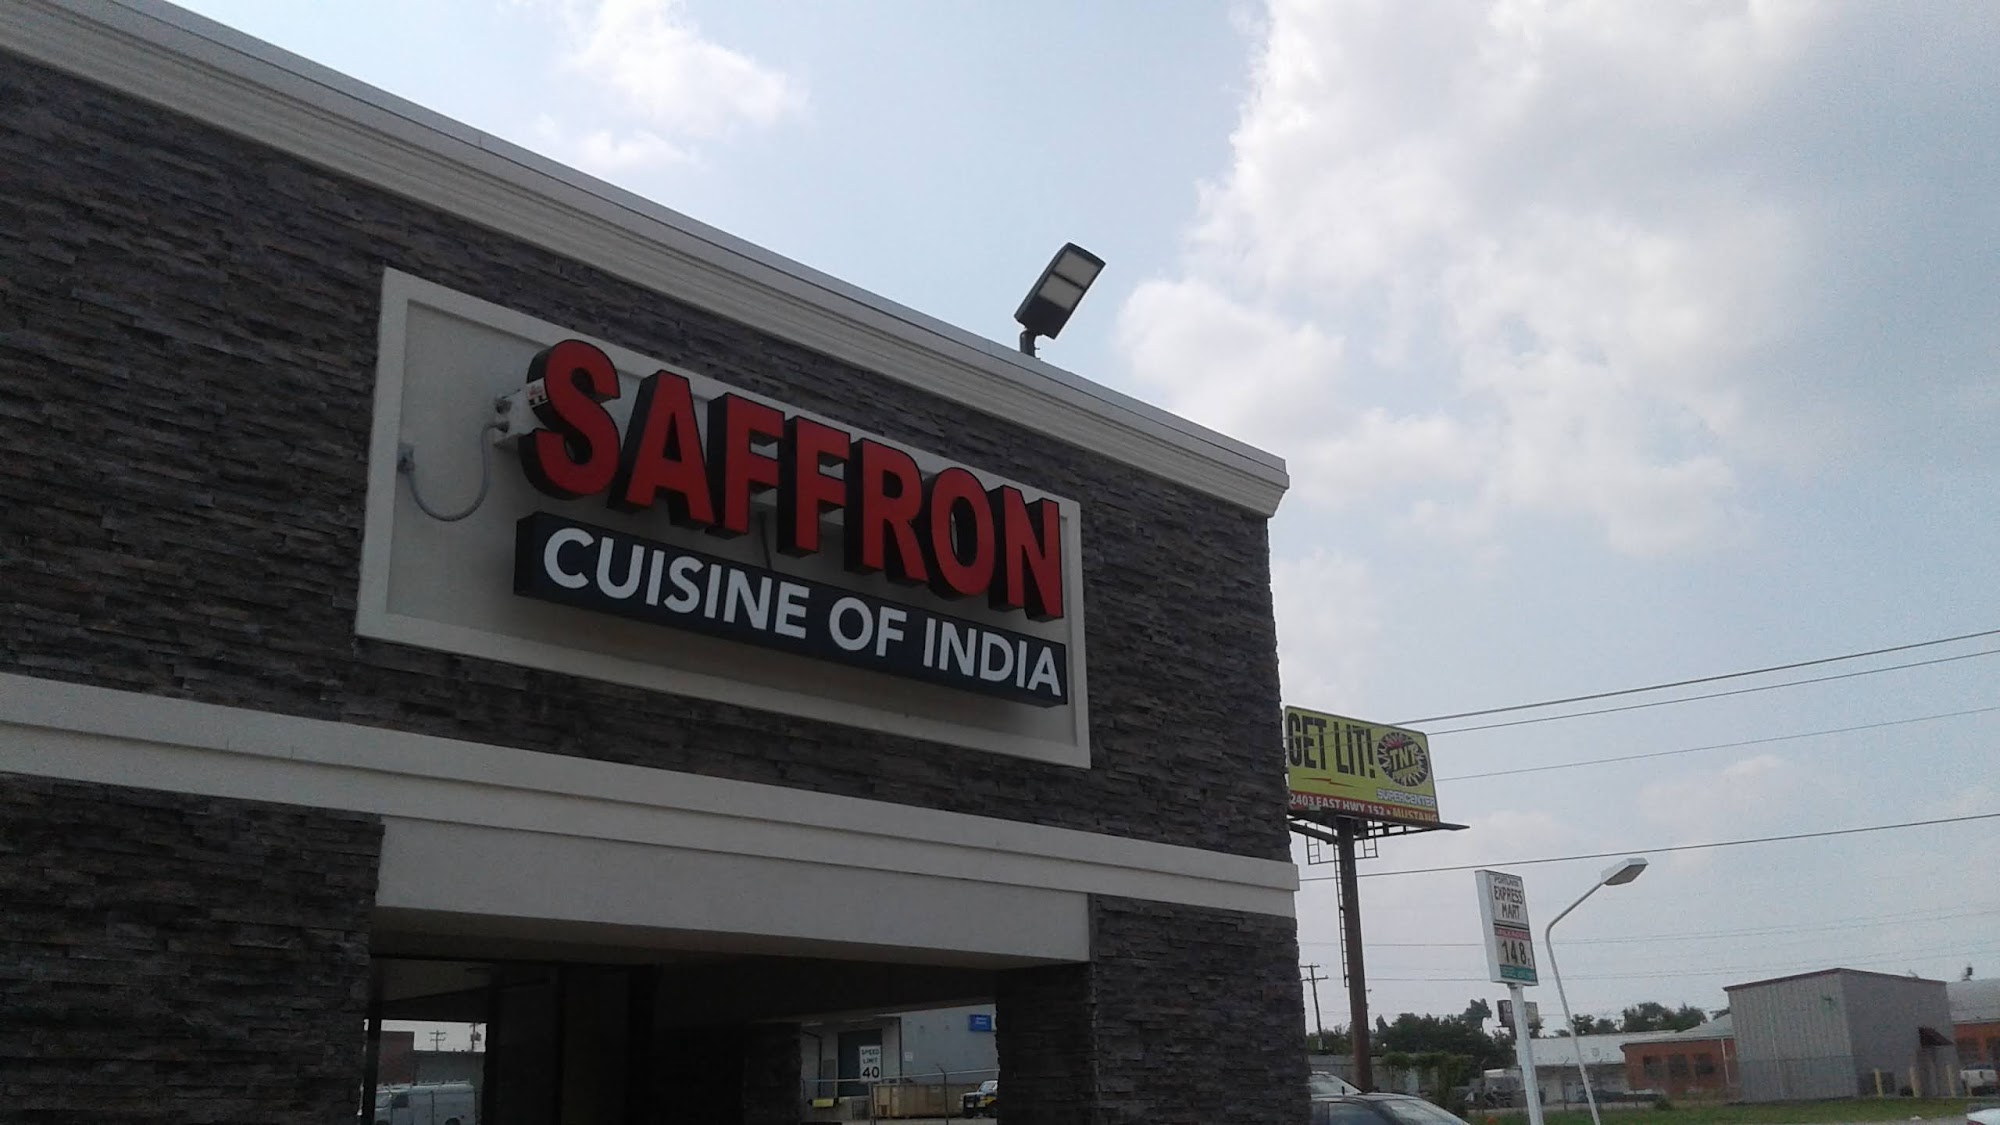 SAFFRON
CUISINE OF INDIA
GET LIT!
TNT
SUPERCENTER
2403 EAST HWY 152 • MUSTANG
PORTLAND
EXPRESS
MART
148
SPEED
LIMIT
40